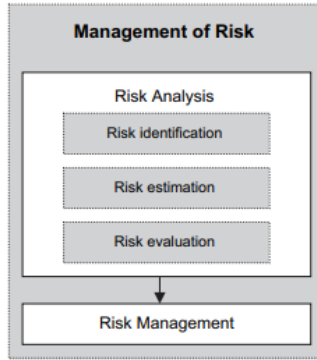 Management of Risk
Risk Analysis
Risk identification
Risk estimation
Risk evaluation
Risk Management